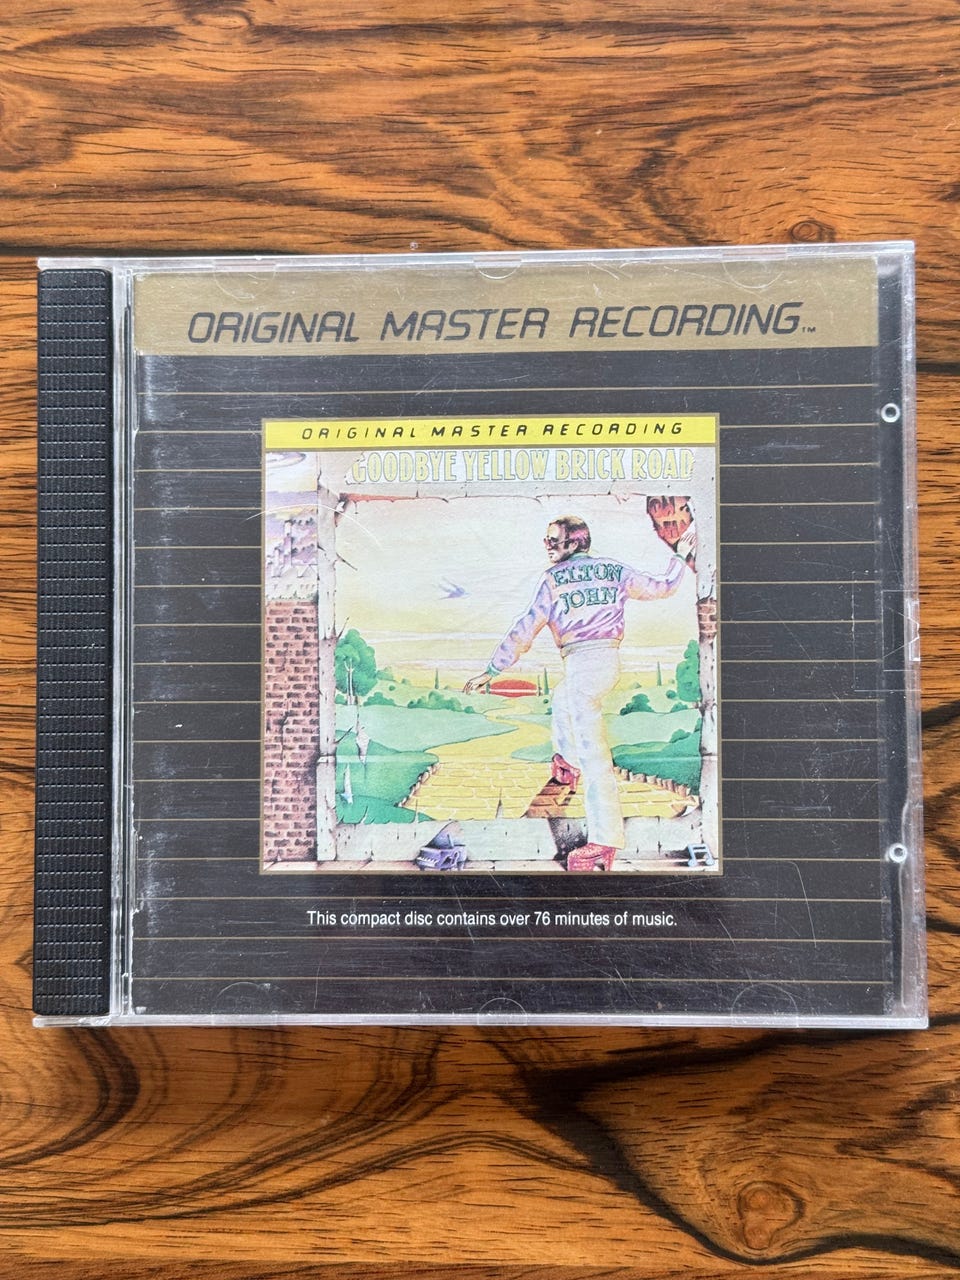 ORIGINAL MASTER RECORDING™
ORIGINAL MASTER RECORDING
GOODBYE YELLOW BRICK ROAD
ELTON
JOHN
This compact disc contains over 76 minutes of music.